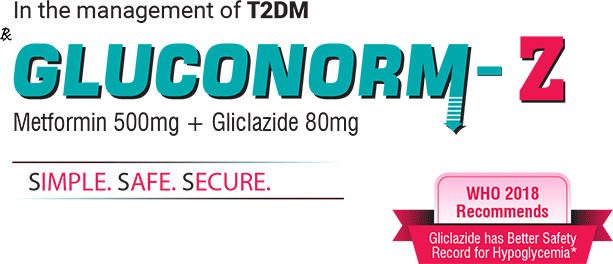 In the management of T2DM
℞
GLUCONORM-Z
Metformin 500mg + Gliclazide 80mg
SIMPLE. SAFE. SECURE.
WHO 2018
Recommends
Gliclazide has Better Safety
Record for Hypoglycemia*